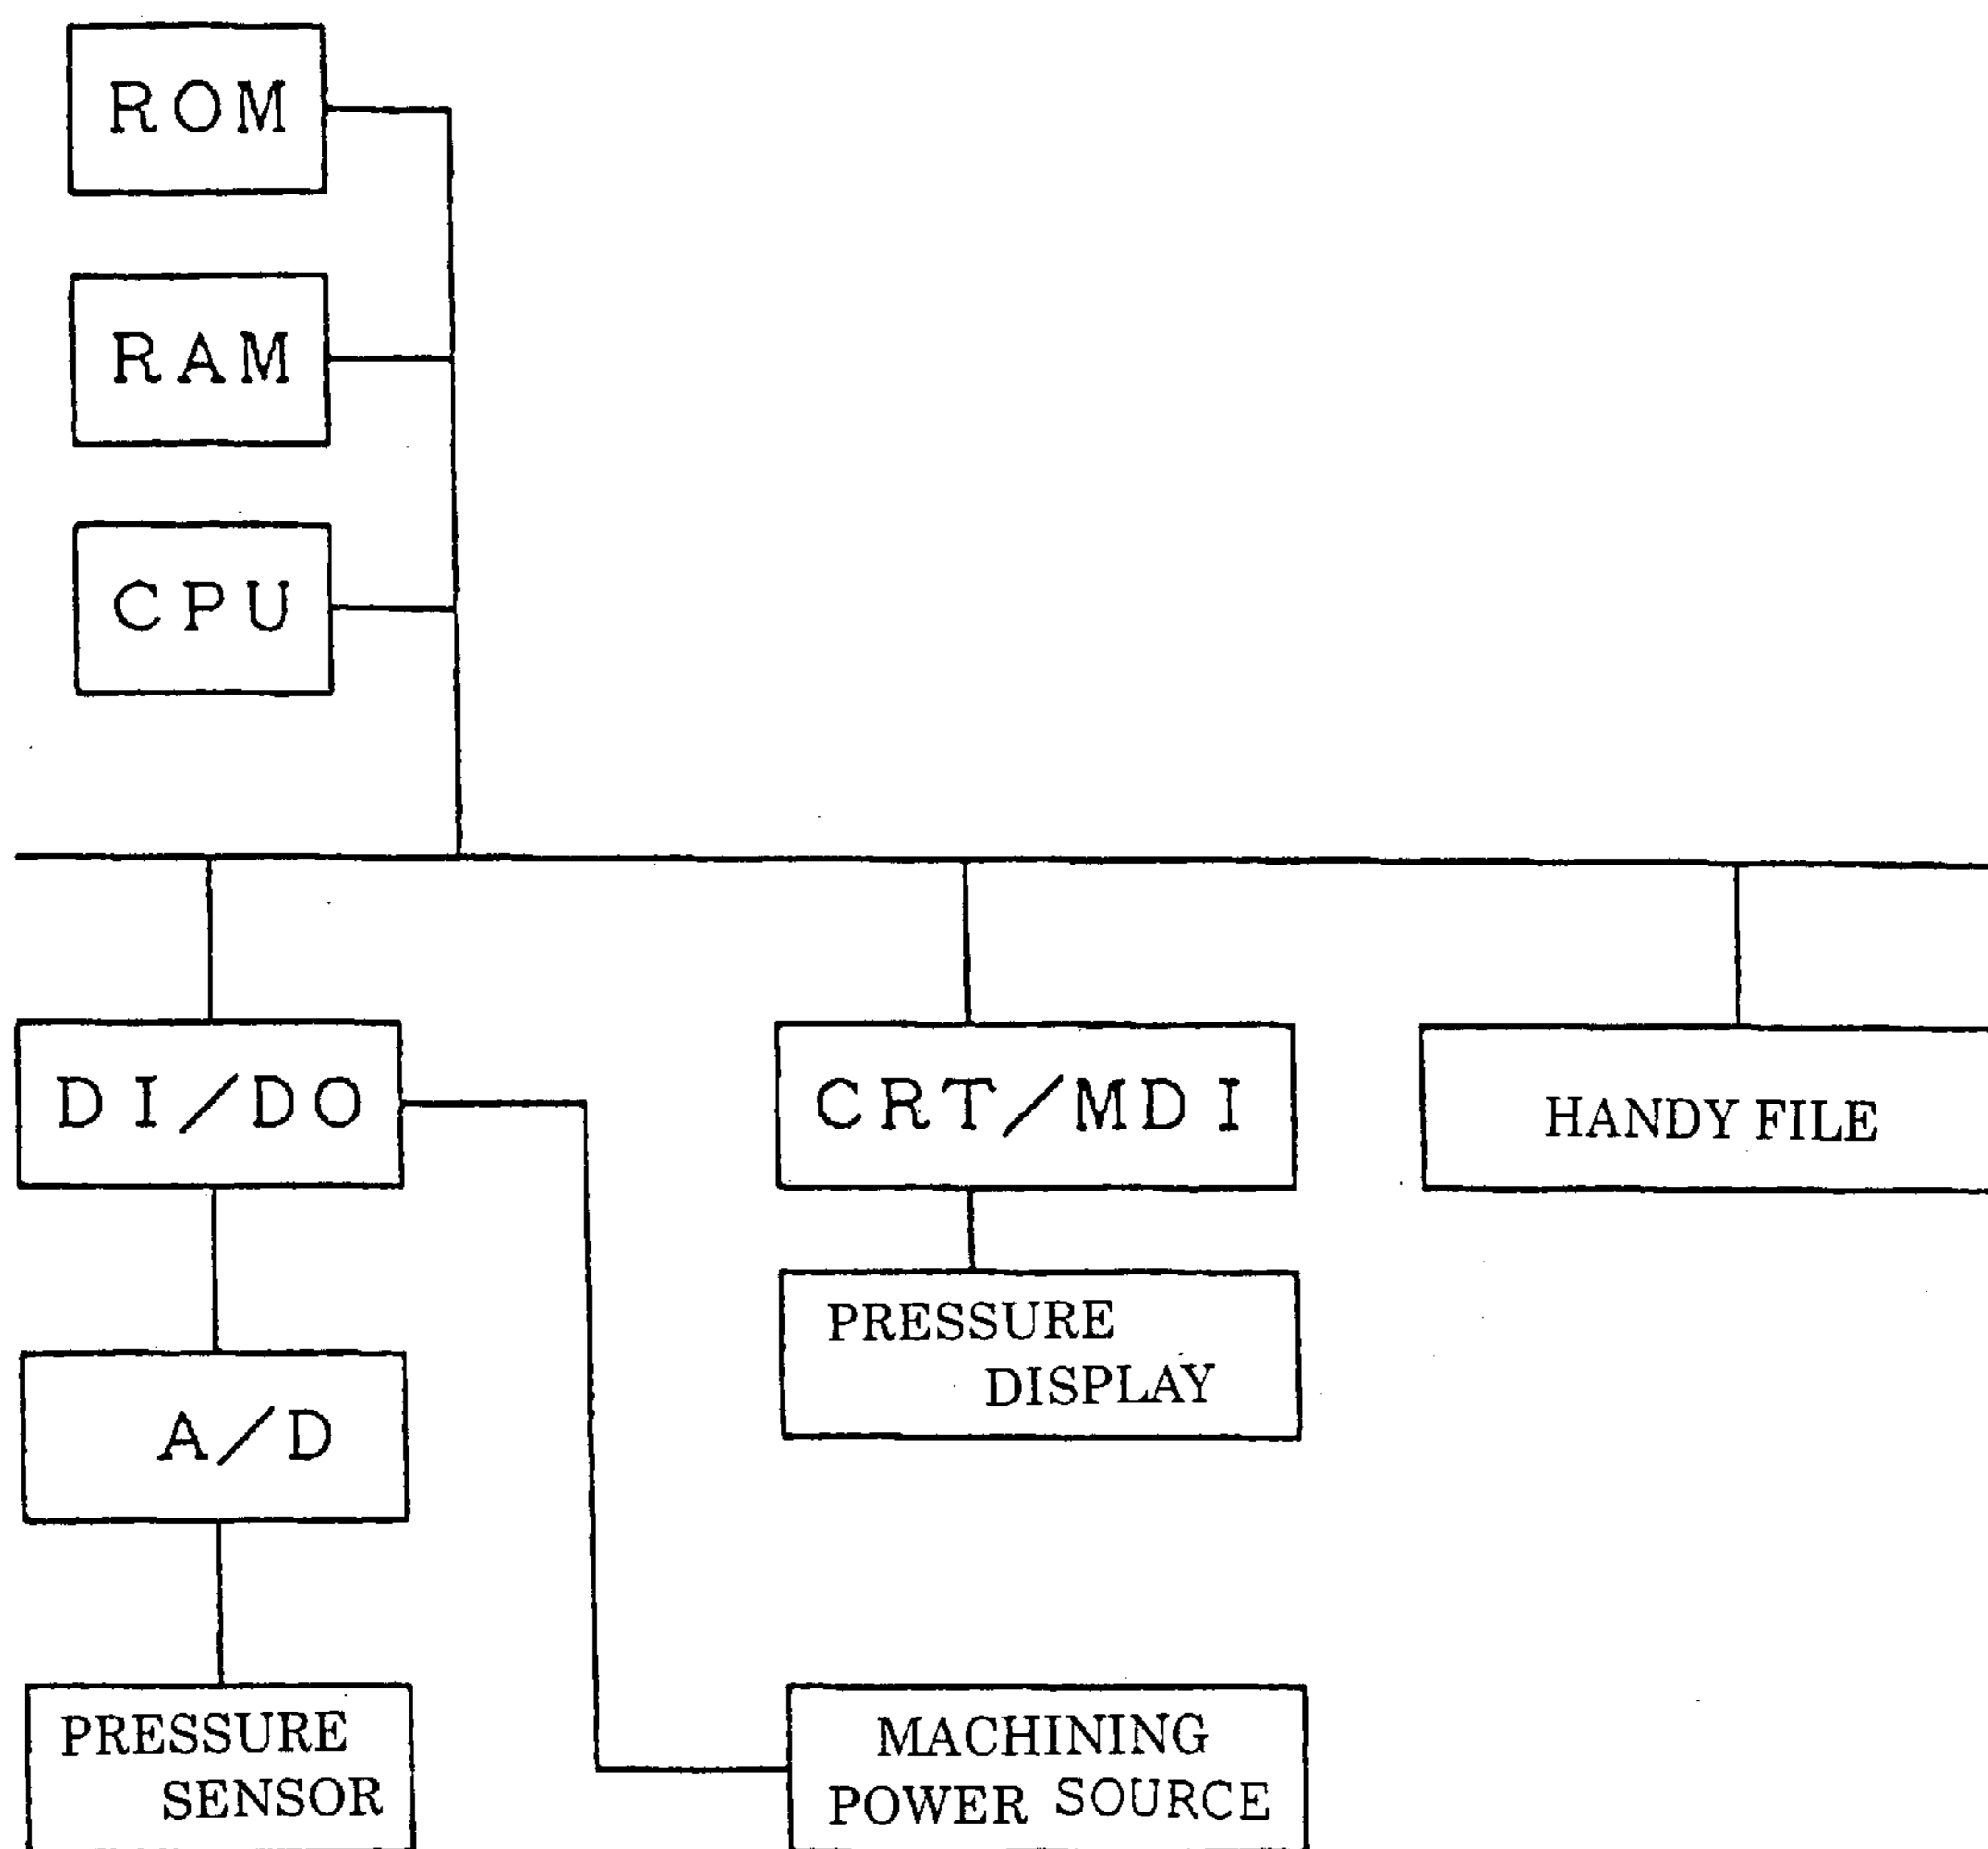 ROM
RAM
CPU
DI/DO
CRT/MDI
HANDY FILE
A/D
PRESSURE
DISPLAY
PRESSURE
SENSOR
MACHINING
POWER SOURCE